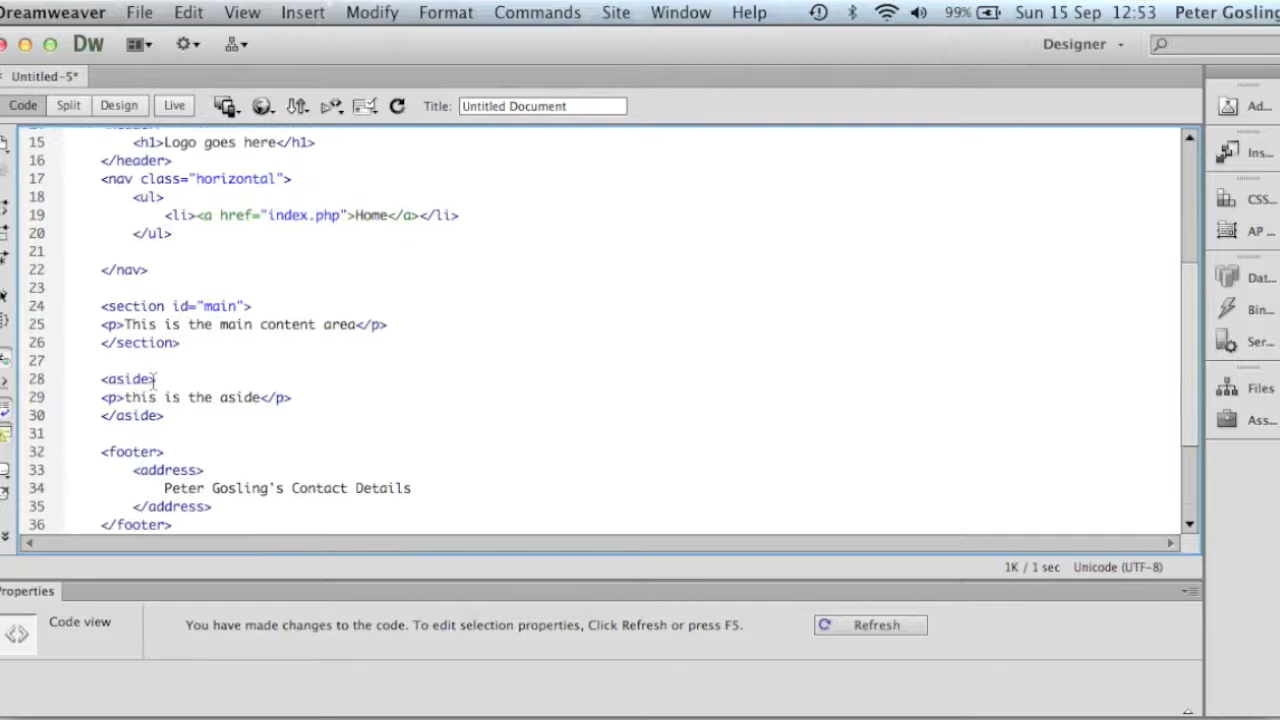 Dreamweaver File Edit View Insert Modify Format Commands Site Window Help 99% Sun 15 Sep 12:53 Peter Gosling
Dw Designer
Untitled-5*
Code Split Design Live Title: Untitled Document
15 <h1>Logo goes here</h1>
16 </header>
17 <nav class="horizontal">
18 <ul>
19 <li><a href="index.php">Home</a></li>
20 </ul>
21
22 </nav>
23
24 <section id="main">
25 <p>This is the main content area</p>
26 </section>
27
28 <aside>
29 <p>this is the aside</p>
30 </aside>
31
32 <footer>
33 <address>
34 Peter Gosling's Contact Details
35 </address>
36 </footer>
1K / 1 sec Unicode (UTF-8)
Properties
Code view
You have made changes to the code. To edit selection properties, Click Refresh or press F5.
Refresh
Ad...
Ins...
CSS...
AP ...
Dat...
Bin...
Ser...
Files
Ass...